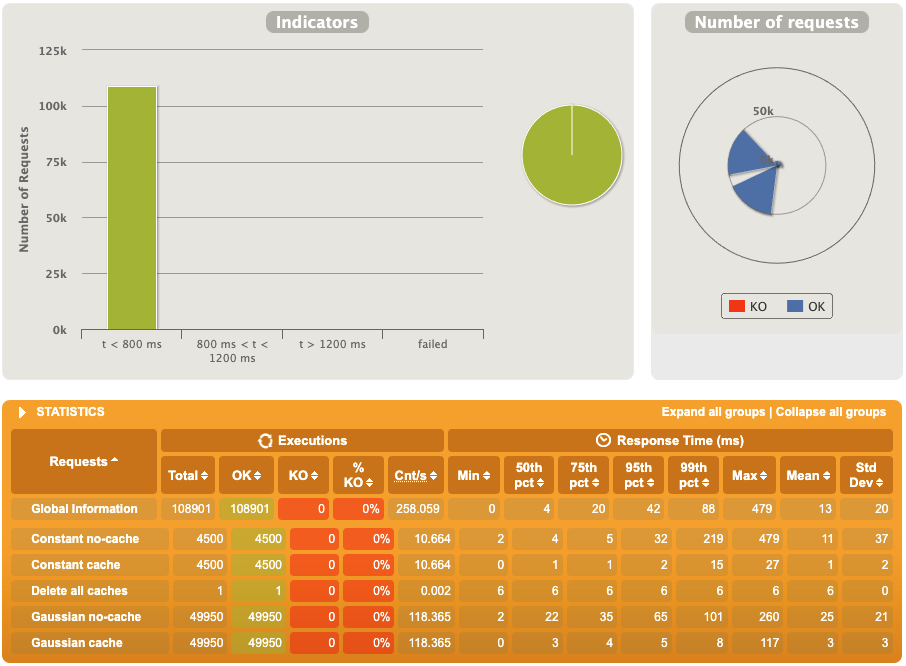 Indicators
Number of requests
125k
100k
75k
50k
25k
0k
Number of Requests
t < 800 ms
800 ms < t <
1200 ms
t > 1200 ms
failed
50k
KO OK
STATISTICS
Expand all groups | Collapse all groups
Requests
Executions
Response Time (ms)
Total OK KO % KO Cnt/s Min 50th pct 75th pct 95th pct 99th pct Max Mean Std Dev
Global Information 108901 108901 0 0% 258.059 0 4 20 42 88 479 13 20
Constant no-cache 4500 4500 0 0% 10.664 2 4 5 32 219 479 11 37
Constant cache 4500 4500 0 0% 10.664 0 1 1 2 15 27 1 2
Delete all caches 1 1 0 0% 0.002 6 6 6 6 6 6 6 0
Gaussian no-cache 49950 49950 0 0% 118.365 2 22 35 65 101 260 25 21
Gaussian cache 49950 49950 0 0% 118.365 0 3 4 5 8 117 3 3